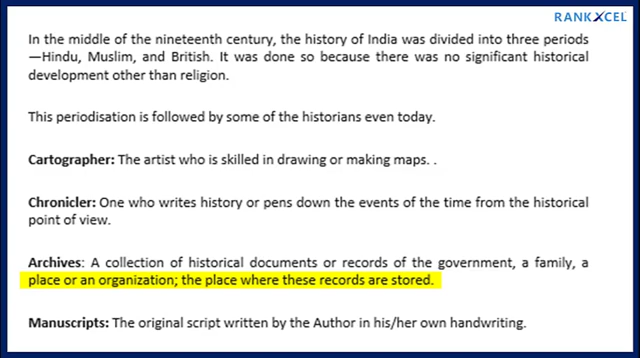 RANKXCEL
In the middle of the nineteenth century, the history of India was divided into three periods
—Hindu, Muslim, and British. It was done so because there was no significant historical
development other than religion.
This periodisation is followed by some of the historians even today.
Cartographer: The artist who is skilled in drawing or making maps. .
Chronicler: One who writes history or pens down the events of the time from the historical
point of view.
Archives: A collection of historical documents or records of the government, a family, a
place or an organization; the place where these records are stored.
Manuscripts: The original script written by the Author in his/her own handwriting.